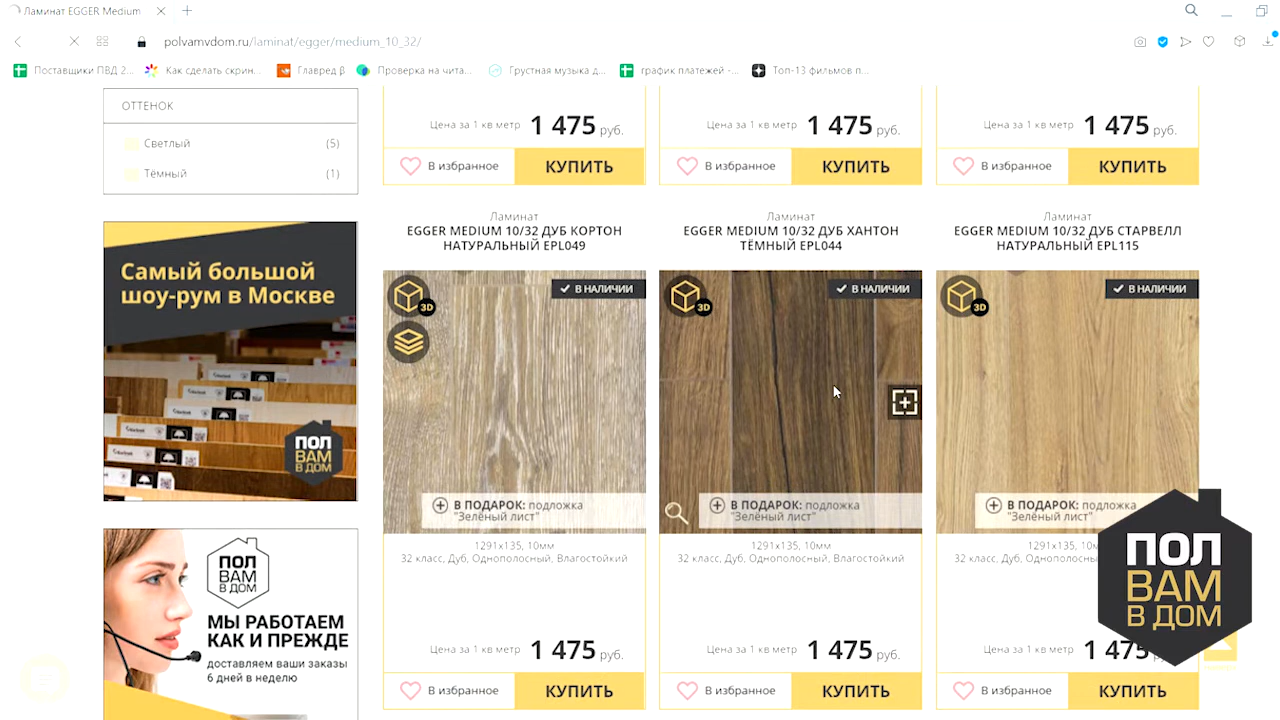 Ламинат EGGER Medium
polvamvdom.ru/laminat/egger/medium_10_32/
Поставщики ПВД 2...
Как сделать скрин...
Главред β
Проверка на чита...
Грустная музыка д...
график платежей -...
Топ-13 фильмов п...
ОТТЕНОК
Светлый (5)
Тёмный (1)
Самый большой
шоу-рум в Москве
ПОЛ
ВАМ
В ДОМ
ПОЛ
ВАМ
В ДОМ
МЫ РАБОТАЕМ
КАК И ПРЕЖДЕ
доставляем ваши заказы
6 дней в неделю
Цена за 1 кв метр 1 475 руб.
В избранное КУПИТЬ
Цена за 1 кв метр 1 475 руб.
В избранное КУПИТЬ
Цена за 1 кв метр 1 475 руб.
В избранное КУПИТЬ
Ламинат
EGGER MEDIUM 10/32 ДУБ КОРТОН
НАТУРАЛЬНЫЙ EPL049
3D
В НАЛИЧИИ
В ПОДАРОК: подложка
"Зелёный лист"
1291x135, 10мм
32 класс, Дуб, Однополосный, Влагостойкий
Цена за 1 кв метр 1 475 руб.
В избранное КУПИТЬ
Ламинат
EGGER MEDIUM 10/32 ДУБ ХАНТОН
ТЁМНЫЙ EPL044
3D
В НАЛИЧИИ
В ПОДАРОК: подложка
"Зелёный лист"
1291x135, 10мм
32 класс, Дуб, Однополосный, Влагостойкий
Цена за 1 кв метр 1 475 руб.
В избранное КУПИТЬ
Ламинат
EGGER MEDIUM 10/32 ДУБ СТАРВЕЛЛ
НАТУРАЛЬНЫЙ EPL115
3D
В НАЛИЧИИ
В ПОДАРОК: подложка
"Зелёный лист"
1291x135, 10м
32 класс, Дуб, Однополосный
Цена за 1 кв метр 1 475
В избранное КУПИТЬ
ПОЛ
ВАМ
В ДОМ